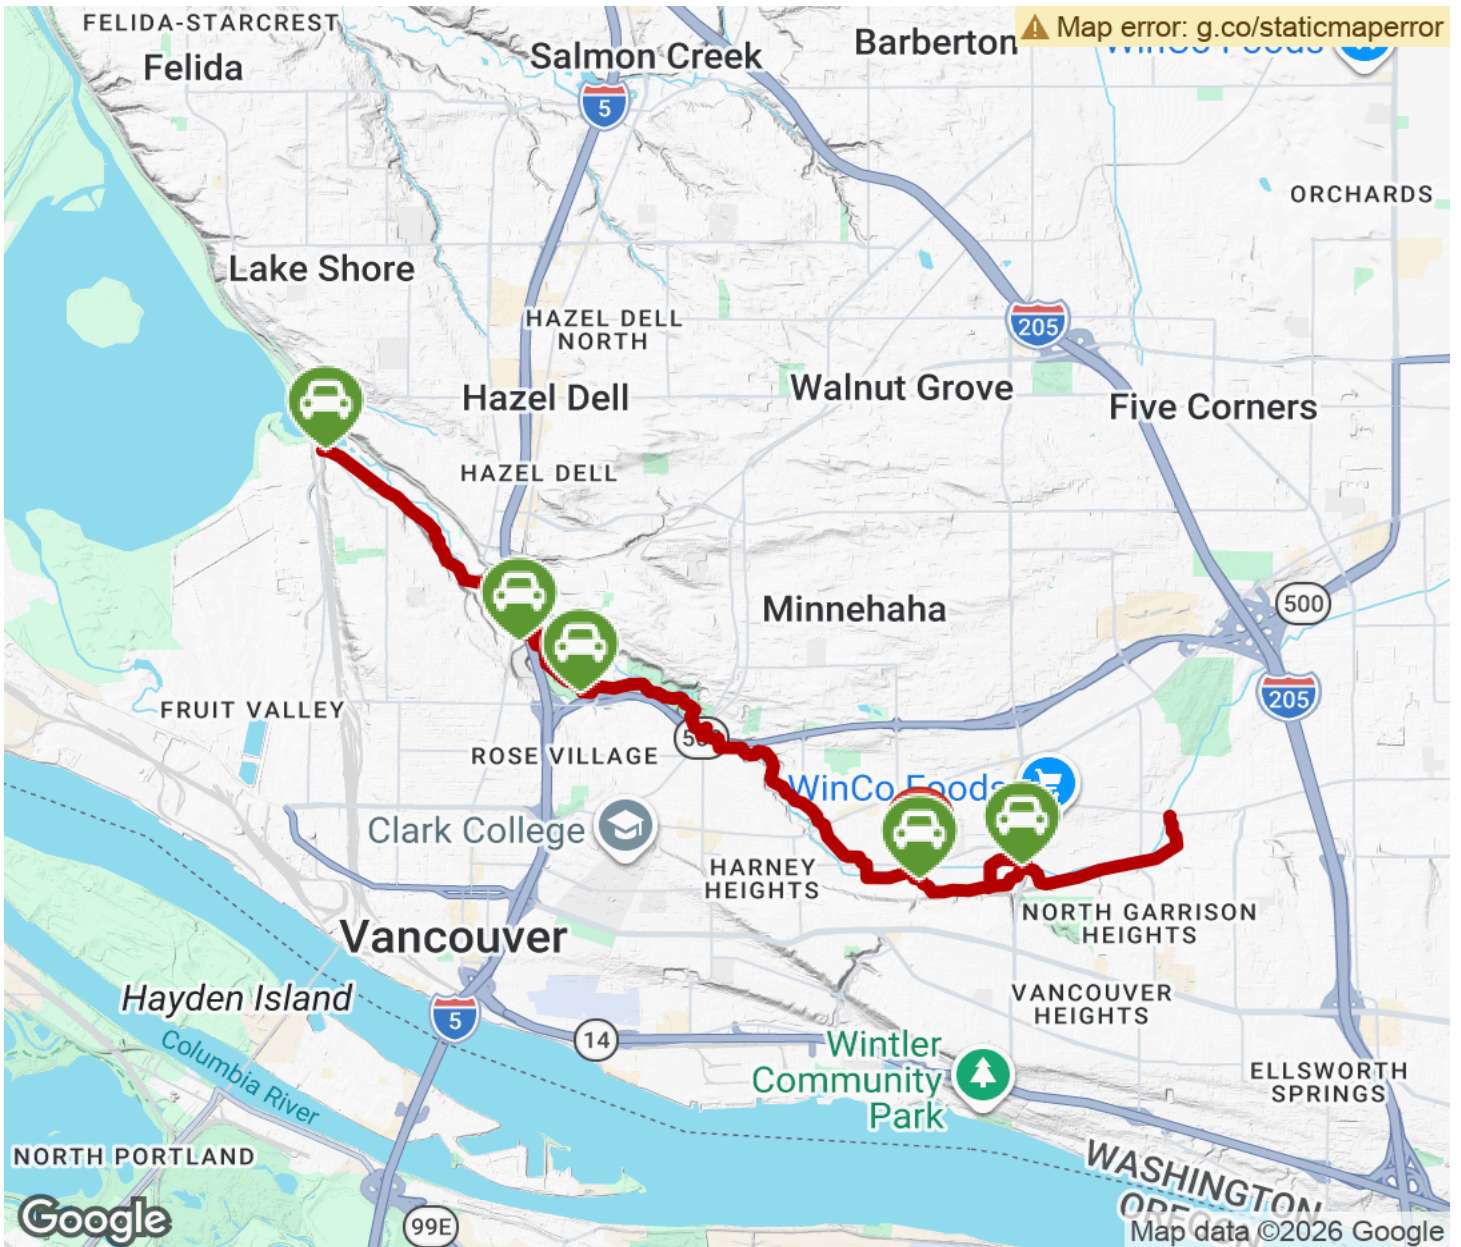 FELIDA-STARCREST
Felida
Salmon Creek
Barberton
Map error: g.co/staticmaperror
WinCo Foods
5
ORCHARDS
Lake Shore
HAZEL DELL
NORTH
205
Hazel Dell
Walnut Grove
Five Corners
HAZEL DELL
Minnehaha
500
205
FRUIT VALLEY
ROSE VILLAGE
WinCo Foods
Clark College
HARNEY
HEIGHTS
NORTH GARRISON
HEIGHTS
Vancouver
Hayden Island
VANCOUVER
HEIGHTS
5
14
Columbia River
Wintler
Community
Park
ELLSWORTH
SPRINGS
NORTH PORTLAND
WASHINGTON
OREGON
Google
99E
Map data ©2026 Google